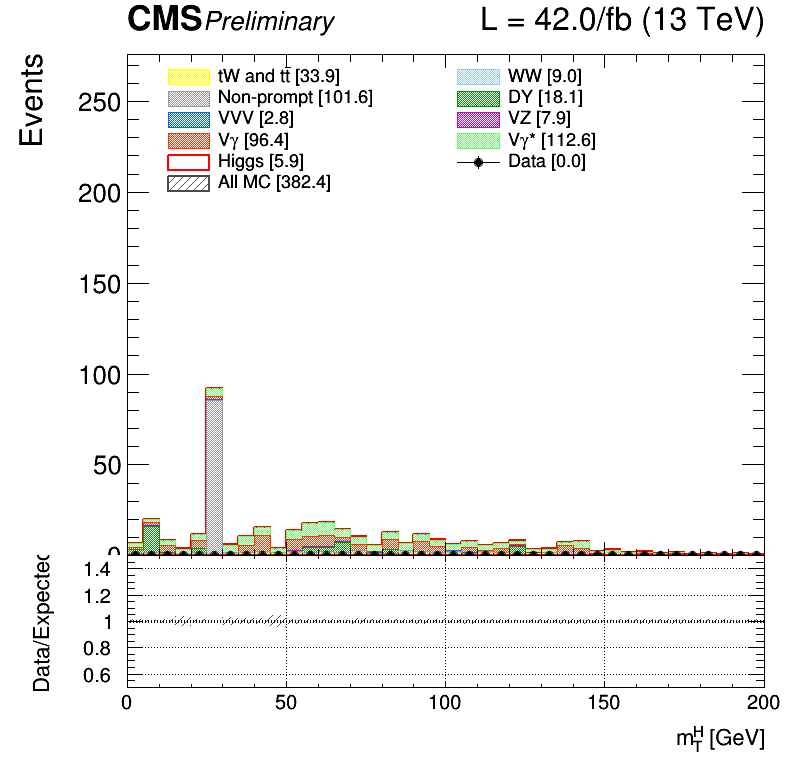 CMS Preliminary L = 42.0/fb (13 TeV)
Events
tW and tt̄ [33.9]
Non-prompt [101.6]
VVV [2.8]
Vγ [96.4]
Higgs [5.9]
All MC [382.4]
WW [9.0]
DY [18.1]
VZ [7.9]
Vγ* [112.6]
Data [0.0]
250
200
150
100
50
0
Data/Expected
1.4
1.2
1
0.8
0.6
0 50 100 150 200
m_T^H [GeV]